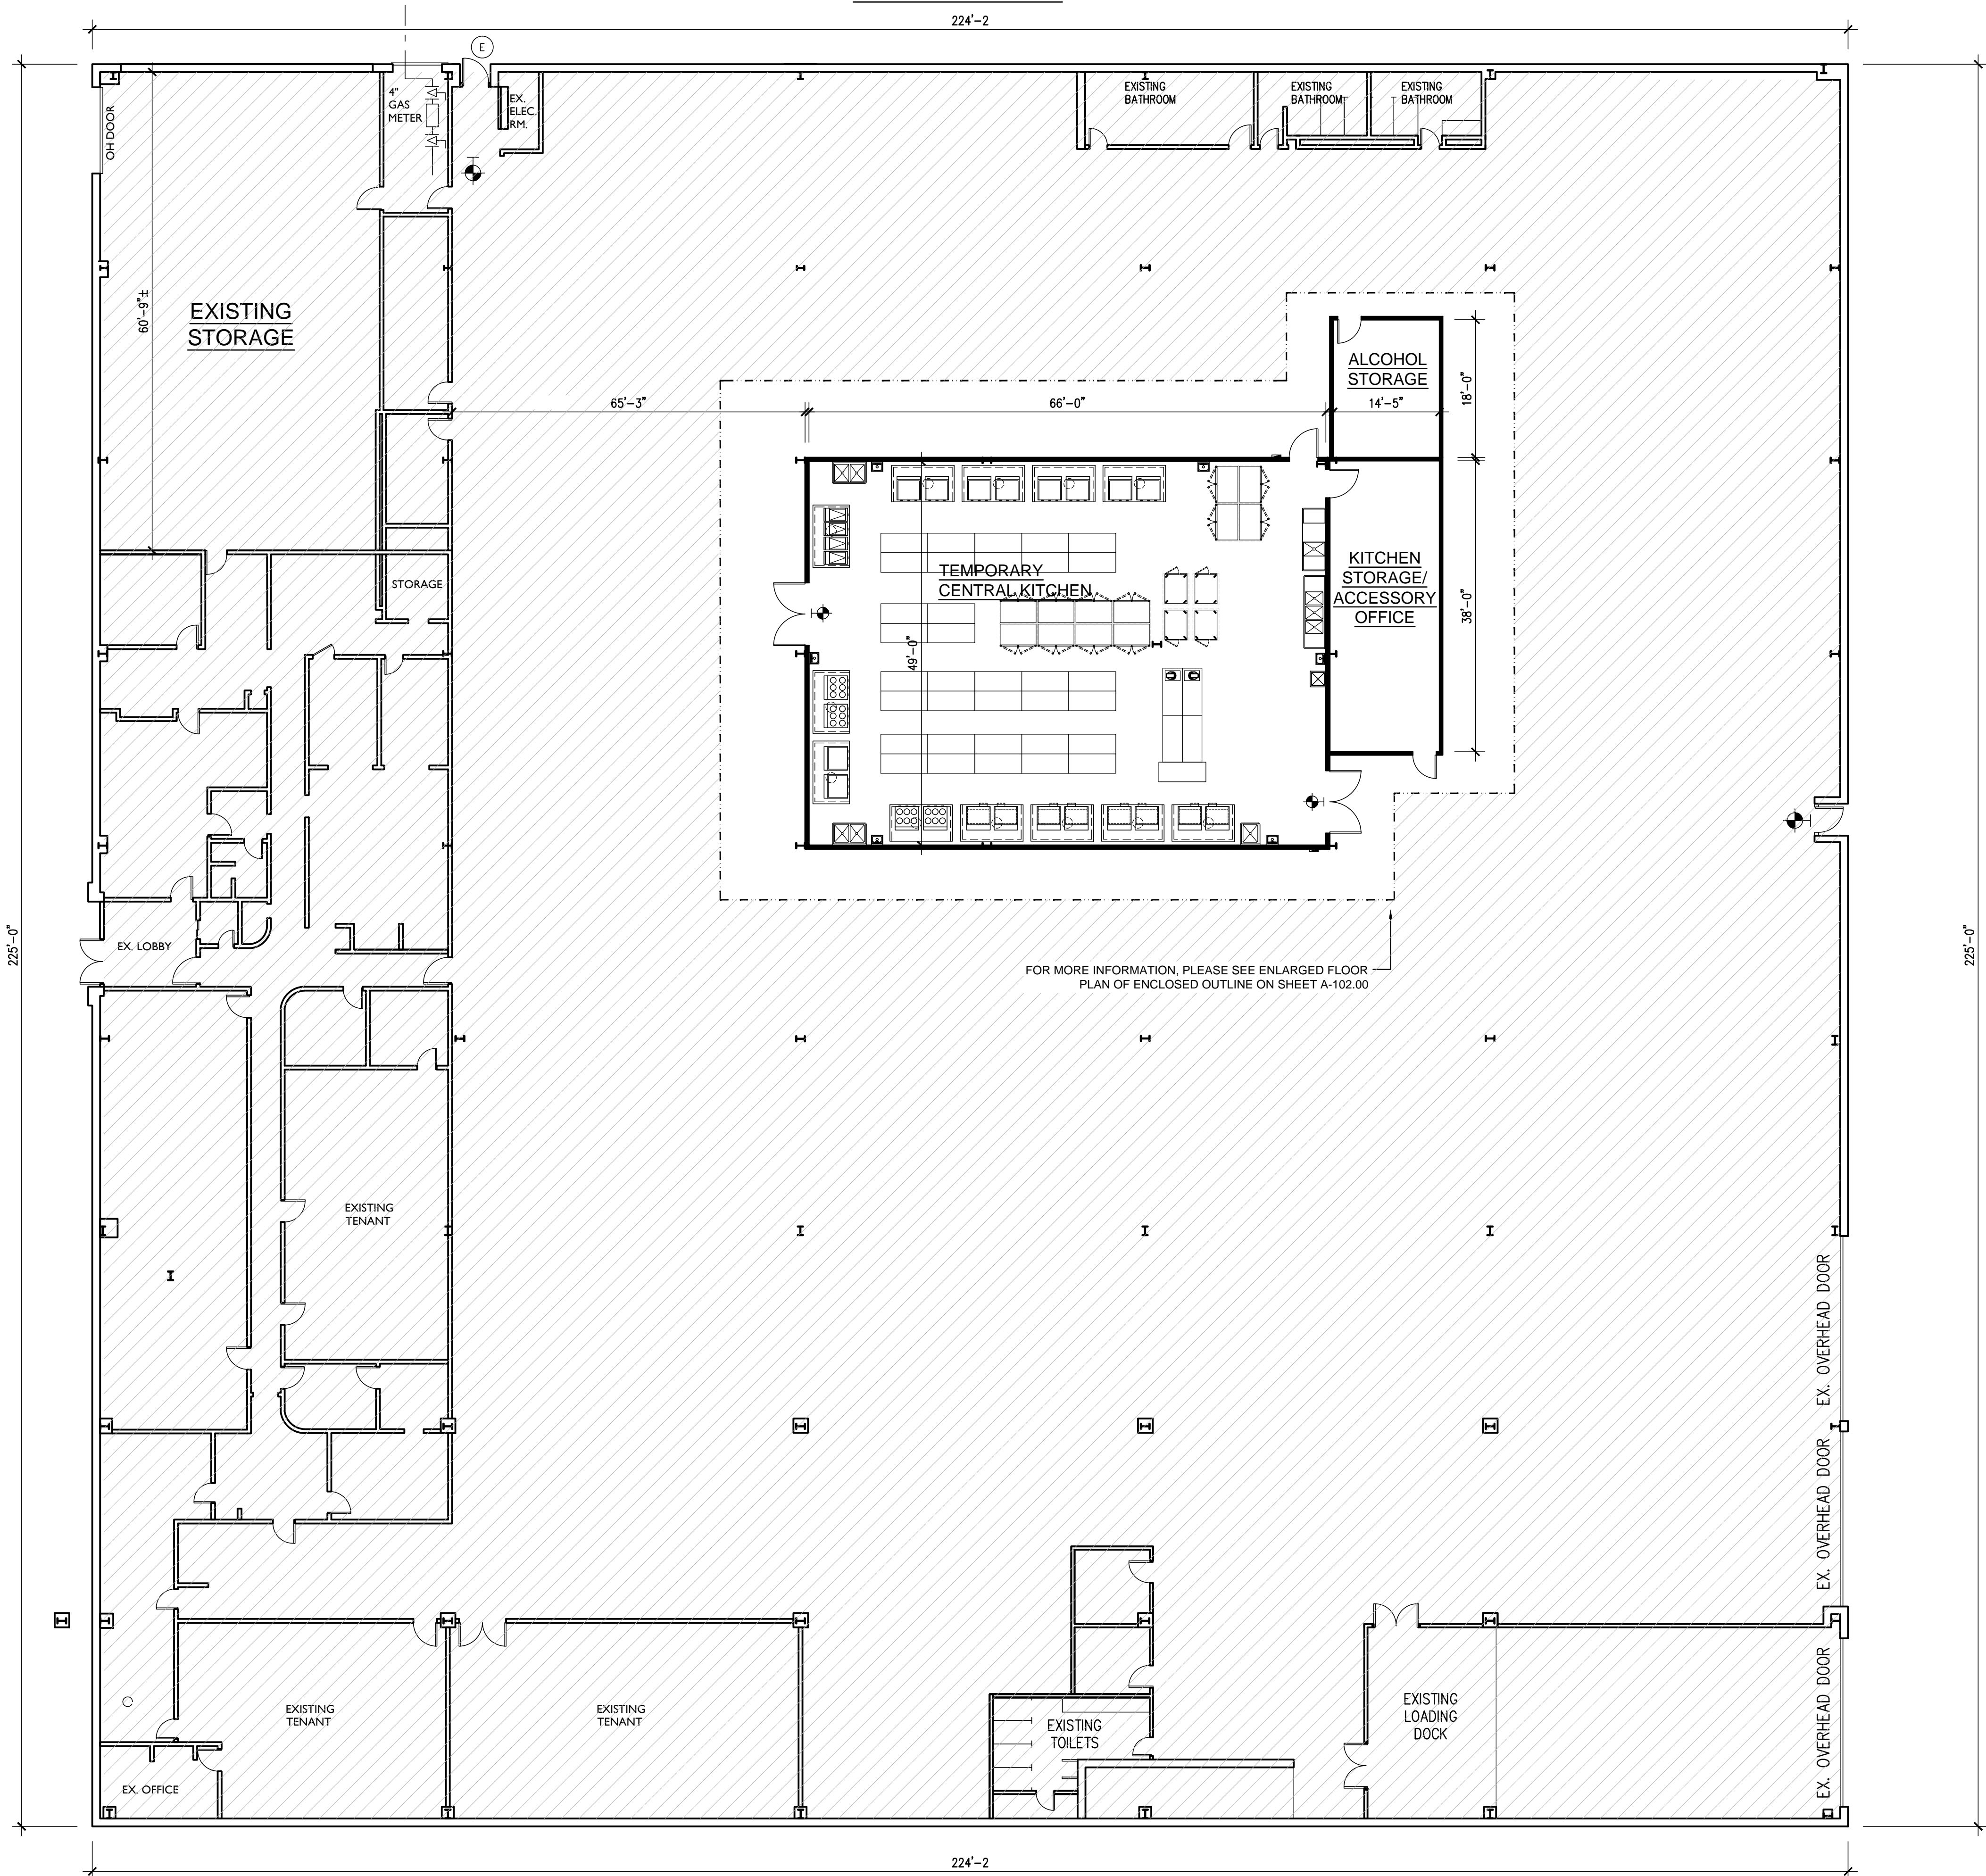 224'-2
E
OH DOOR
4"
GAS
METER
EX.
ELEC.
RM.
EXISTING
BATHROOM
EXISTING
BATHROOM
EXISTING
BATHROOM
60'-9"±
EXISTING
STORAGE
ALCOHOL
STORAGE
18'-0"
65'-3"
66'-0"
14'-5"
TEMPORARY
CENTRAL KITCHEN
KITCHEN
STORAGE/
ACCESSORY
OFFICE
38'-0"
49'-0"
STORAGE
225'-0"
EX. LOBBY
225'-0"
FOR MORE INFORMATION, PLEASE SEE ENLARGED FLOOR
PLAN OF ENCLOSED OUTLINE ON SHEET A-102.00
EXISTING
TENANT
EX. OVERHEAD DOOR
EX. OVERHEAD DOOR
EX. OVERHEAD DOOR
EXISTING
TENANT
EXISTING
TENANT
EXISTING
TOILETS
EXISTING
LOADING
DOCK
EX. OFFICE
224'-2